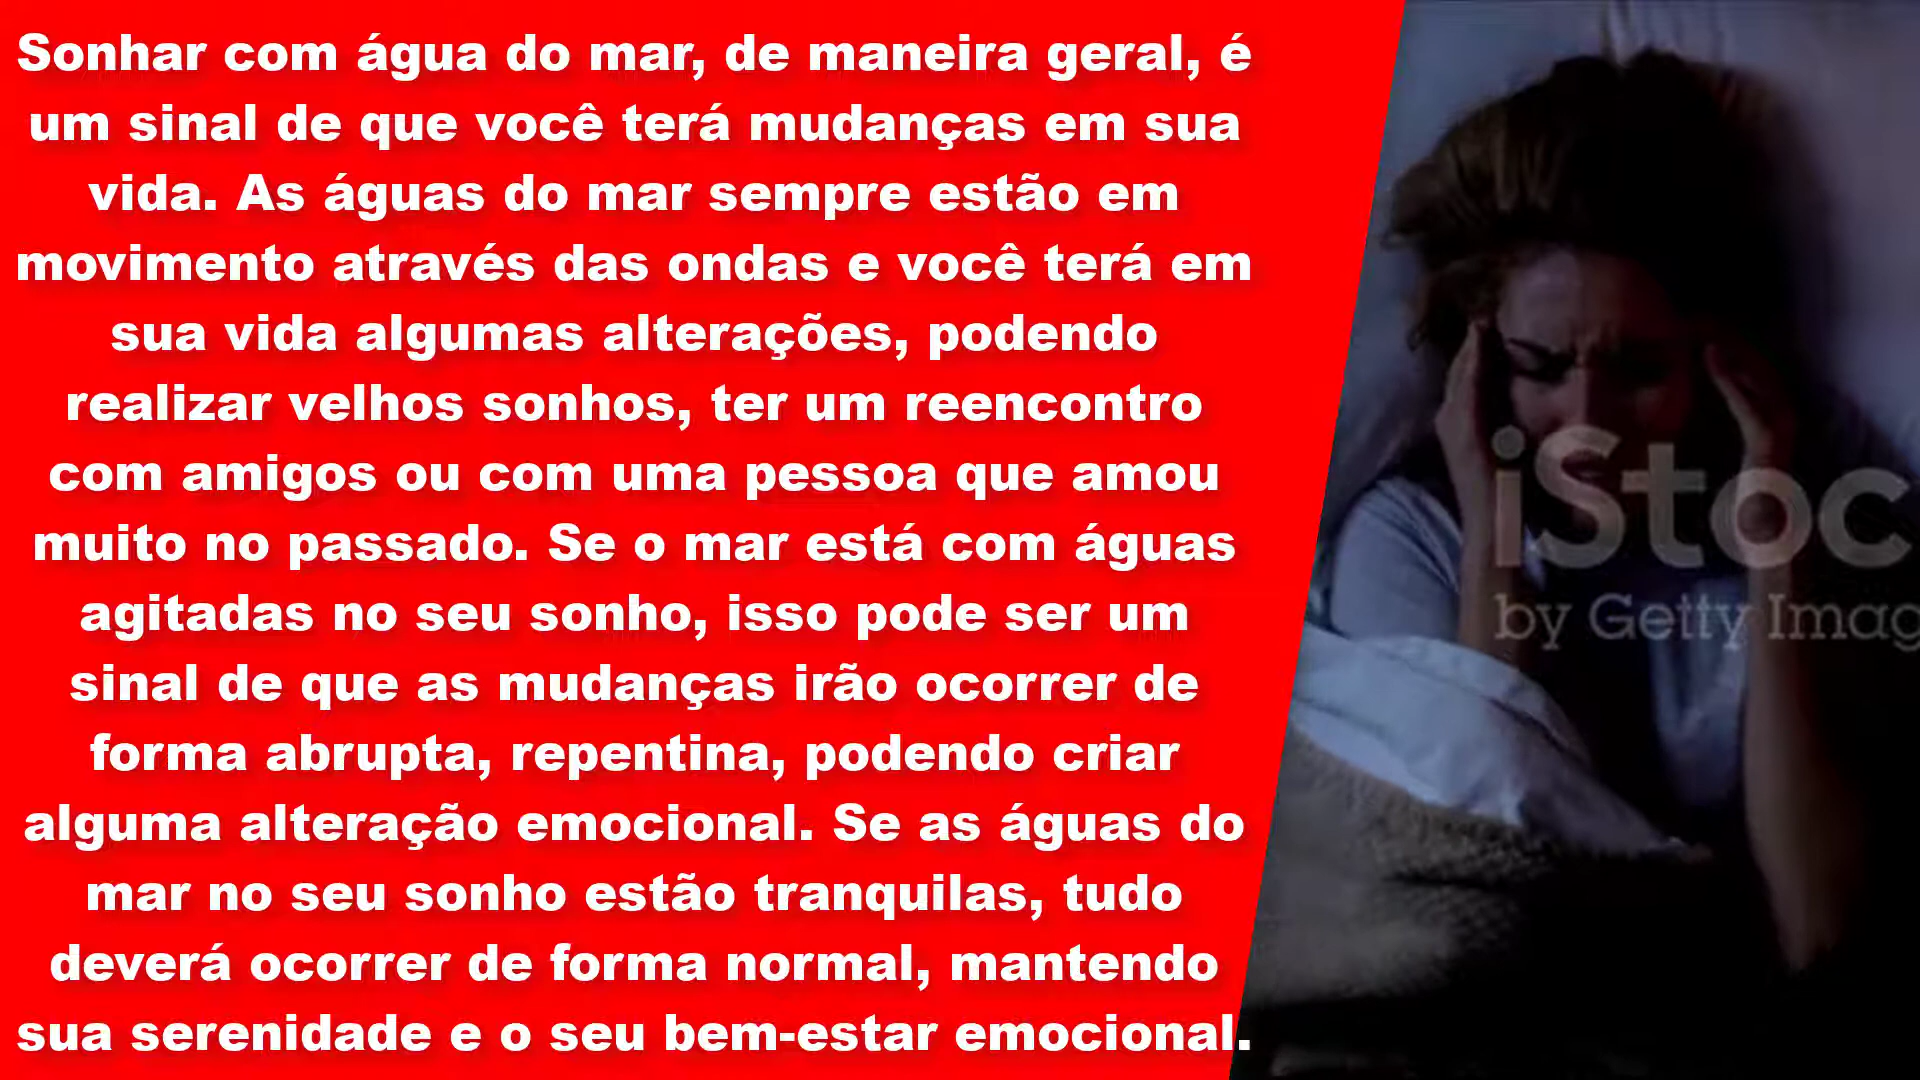 Sonhar com água do mar, de maneira geral, é
um sinal de que você terá mudanças em sua
vida. As águas do mar sempre estão em
movimento através das ondas e você terá em
sua vida algumas alterações, podendo
realizar velhos sonhos, ter um reencontro
com amigos ou com uma pessoa que amou
muito no passado. Se o mar está com águas
agitadas no seu sonho, isso pode ser um
sinal de que as mudanças irão ocorrer de
forma abrupta, repentina, podendo criar
alguma alteração emocional. Se as águas do
mar no seu sonho estão tranquilas, tudo
deverá ocorrer de forma normal, mantendo
sua serenidade e o seu bem-estar emocional.
iStoc
by Getty Imag